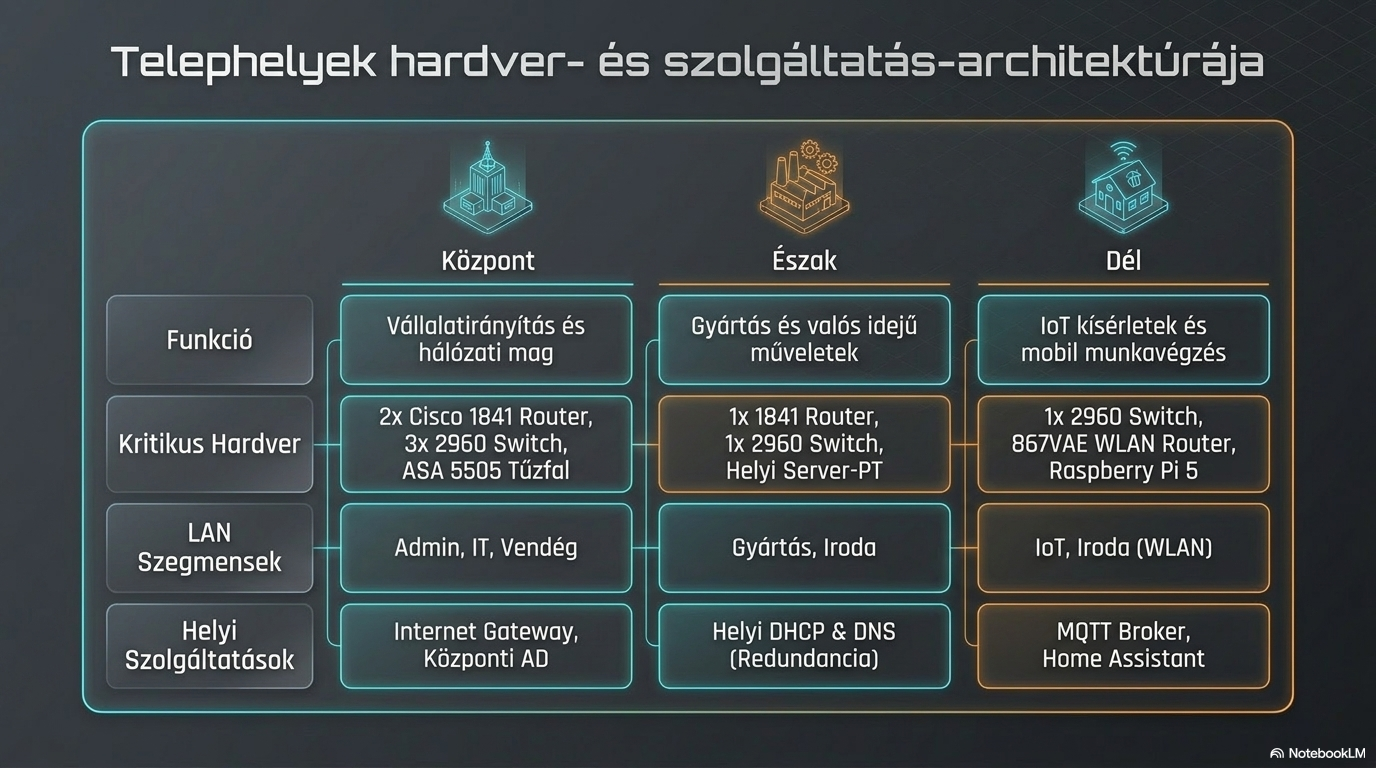 Telephelyek hardver- és szolgáltatás-architektúrája
Központ
Észak
Dél
Funkció
Vállalatirányítás és
hálózati mag
Gyártás és valós idejű
műveletek
IoT kísérletek és
mobil munkavégzés
Kritikus Hardver
2x Cisco 1841 Router,
3x 2960 Switch,
ASA 5505 Tűzfal
1x 1841 Router,
1x 2960 Switch,
Helyi Server-PT
1x 2960 Switch,
867VAE WLAN Router,
Raspberry Pi 5
LAN
Szegmensek
Admin, IT, Vendég
Gyártás, Iroda
IoT, Iroda (WLAN)
Helyi
Szolgáltatások
Internet Gateway,
Központi AD
Helyi DHCP & DNS
(Redundancia)
MQTT Broker,
Home Assistant
NotebookLM